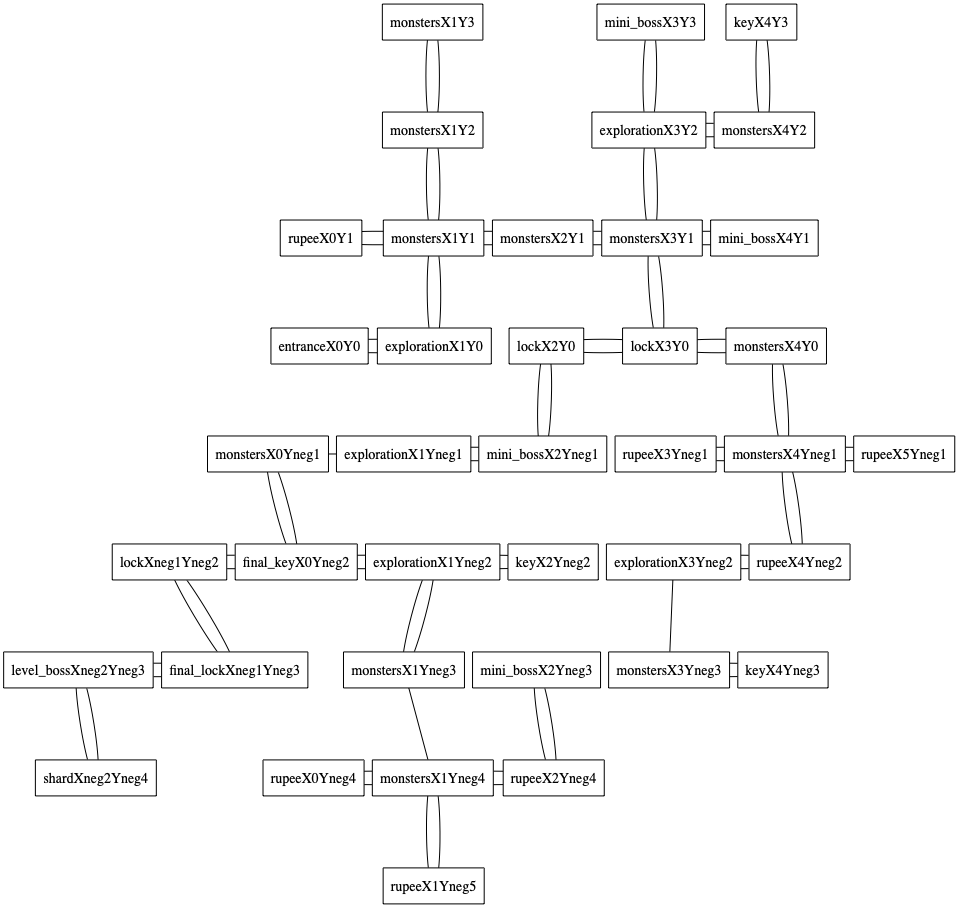 monstersX1Y3
mini_bossX3Y3
keyX4Y3
monstersX1Y2
explorationX3Y2
monstersX4Y2
rupeeX0Y1
monstersX1Y1
monstersX2Y1
monstersX3Y1
mini_bossX4Y1
entranceX0Y0
explorationX1Y0
lockX2Y0
lockX3Y0
monstersX4Y0
monstersX0Yneg1
explorationX1Yneg1
mini_bossX2Yneg1
rupeeX3Yneg1
monstersX4Yneg1
rupeeX5Yneg1
lockXneg1Yneg2
final_keyX0Yneg2
explorationX1Yneg2
keyX2Yneg2
explorationX3Yneg2
rupeeX4Yneg2
level_bossXneg2Yneg3
final_lockXneg1Yneg3
monstersX1Yneg3
mini_bossX2Yneg3
monstersX3Yneg3
keyX4Yneg3
shardXneg2Yneg4
rupeeX0Yneg4
monstersX1Yneg4
rupeeX2Yneg4
rupeeX1Yneg5